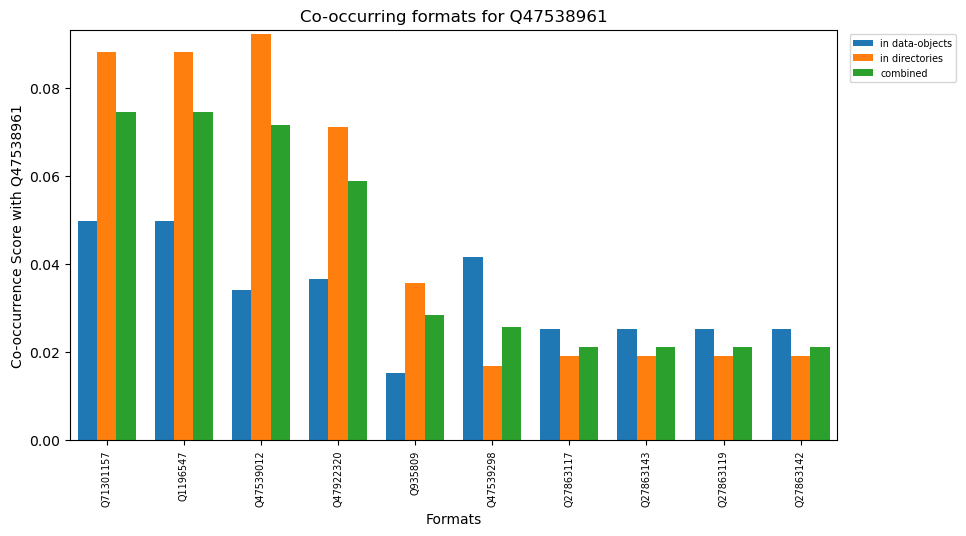 Co-occurring formats for Q47538961
in data-objects
in directories
combined
Co-occurrence Score with Q47538961
0.08
0.06
0.04
0.02
0.00
Q71301157
Q1196547
Q47539012
Q47922320
Q935809
Q47539298
Q27863117
Q27863143
Q27863119
Q27863142
Formats